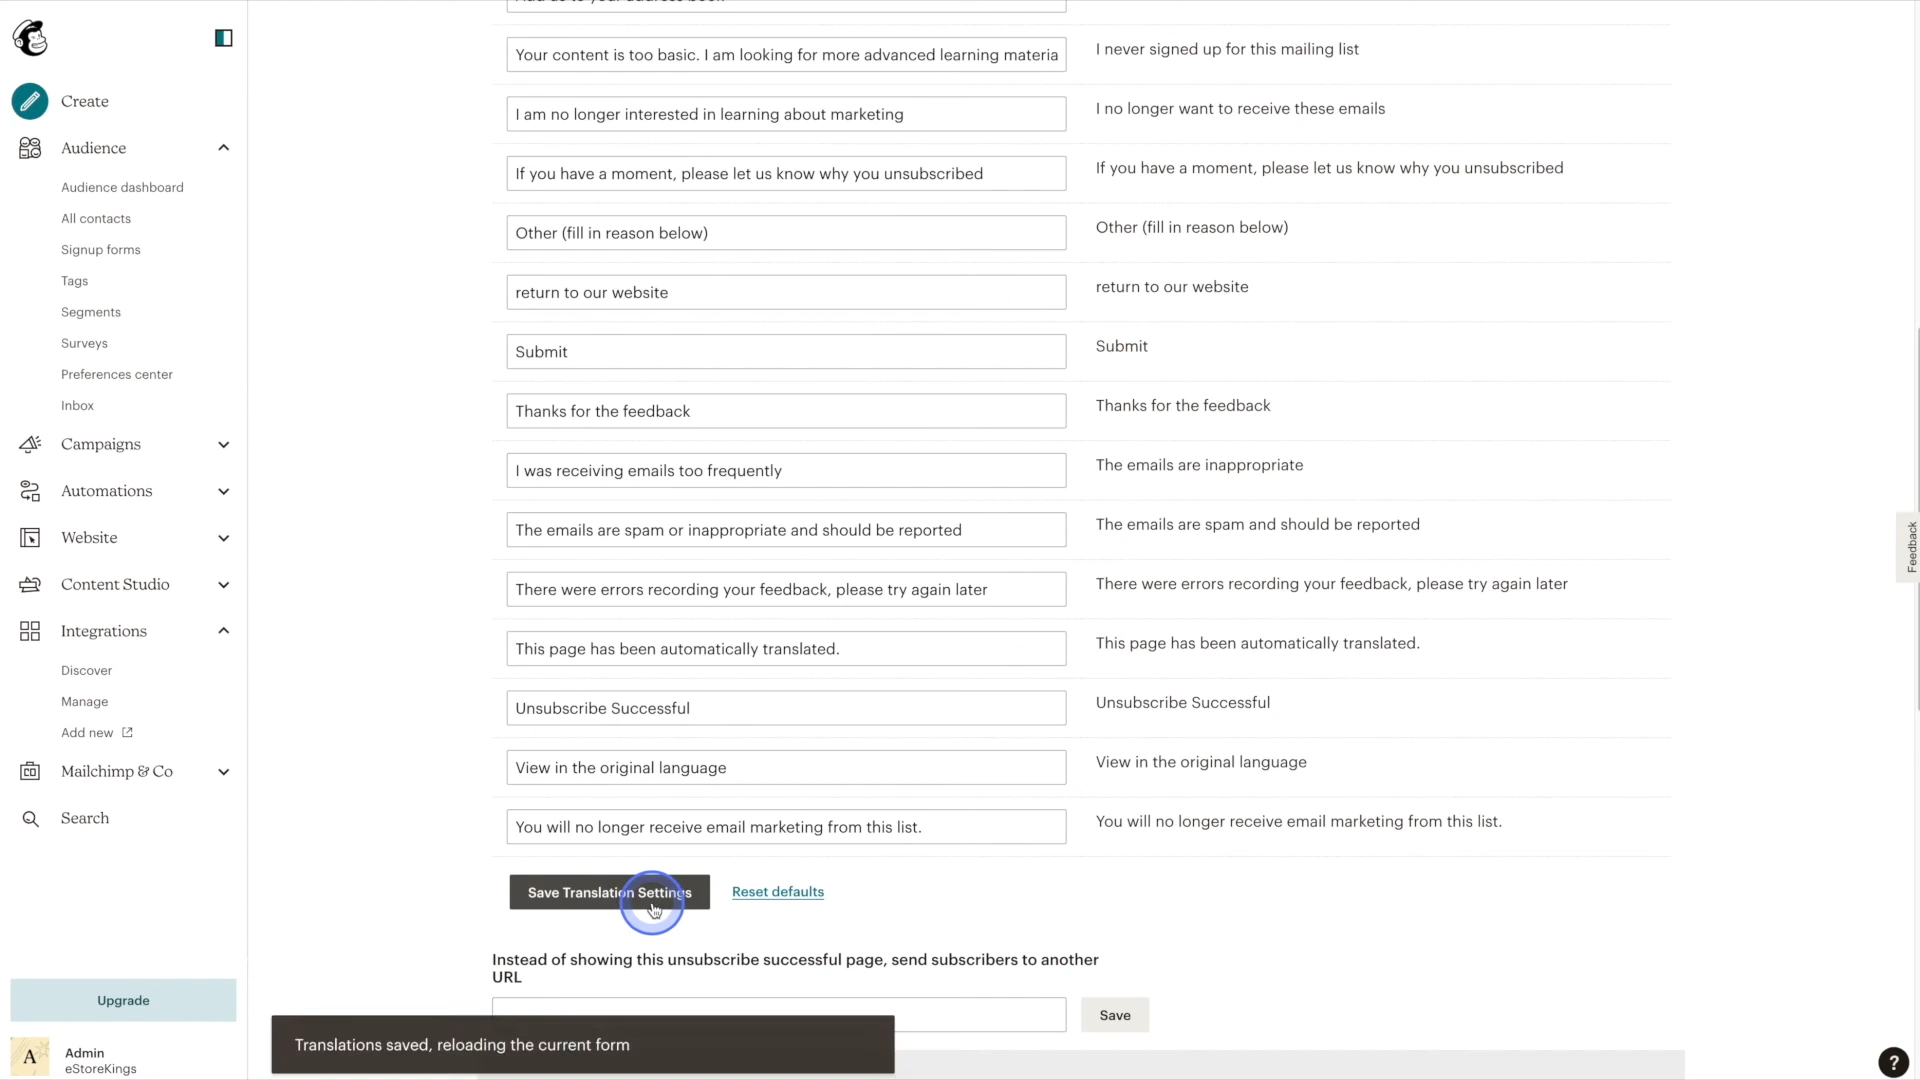 Create
Audience
Audience dashboard
All contacts
Signup forms
Tags
Segments
Surveys
Preferences center
Inbox
Campaigns
Automations
Website
Content Studio
Integrations
Discover
Manage
Add new
Mailchimp & Co
Search
Upgrade
A
Admin
eStoreKings
Your content is too basic. I am looking for more advanced learning materia
I never signed up for this mailing list
I am no longer interested in learning about marketing
I no longer want to receive these emails
If you have a moment, please let us know why you unsubscribed
If you have a moment, please let us know why you unsubscribed
Other (fill in reason below)
Other (fill in reason below)
return to our website
return to our website
Submit
Submit
Thanks for the feedback
Thanks for the feedback
I was receiving emails too frequently
The emails are inappropriate
The emails are spam or inappropriate and should be reported
The emails are spam and should be reported
There were errors recording your feedback, please try again later
There were errors recording your feedback, please try again later
This page has been automatically translated.
This page has been automatically translated.
Unsubscribe Successful
Unsubscribe Successful
View in the original language
View in the original language
You will no longer receive email marketing from this list.
You will no longer receive email marketing from this list.
Save Translation Settings
Reset defaults
Instead of showing this unsubscribe successful page, send subscribers to another
URL
Save
Translations saved, reloading the current form
Feedback
?